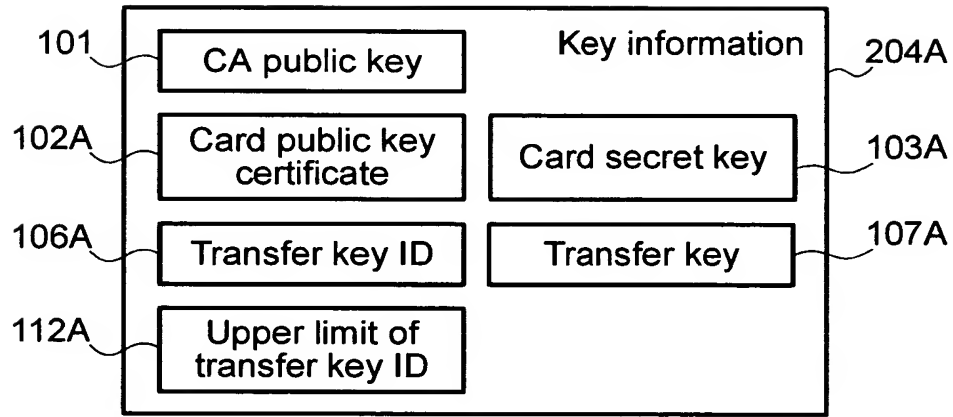 101
CA public key
Key information
204A
102A
Card public key
certificate
Card secret key
103A
106A
Transfer key ID
Transfer key
107A
112A
Upper limit of
transfer key ID